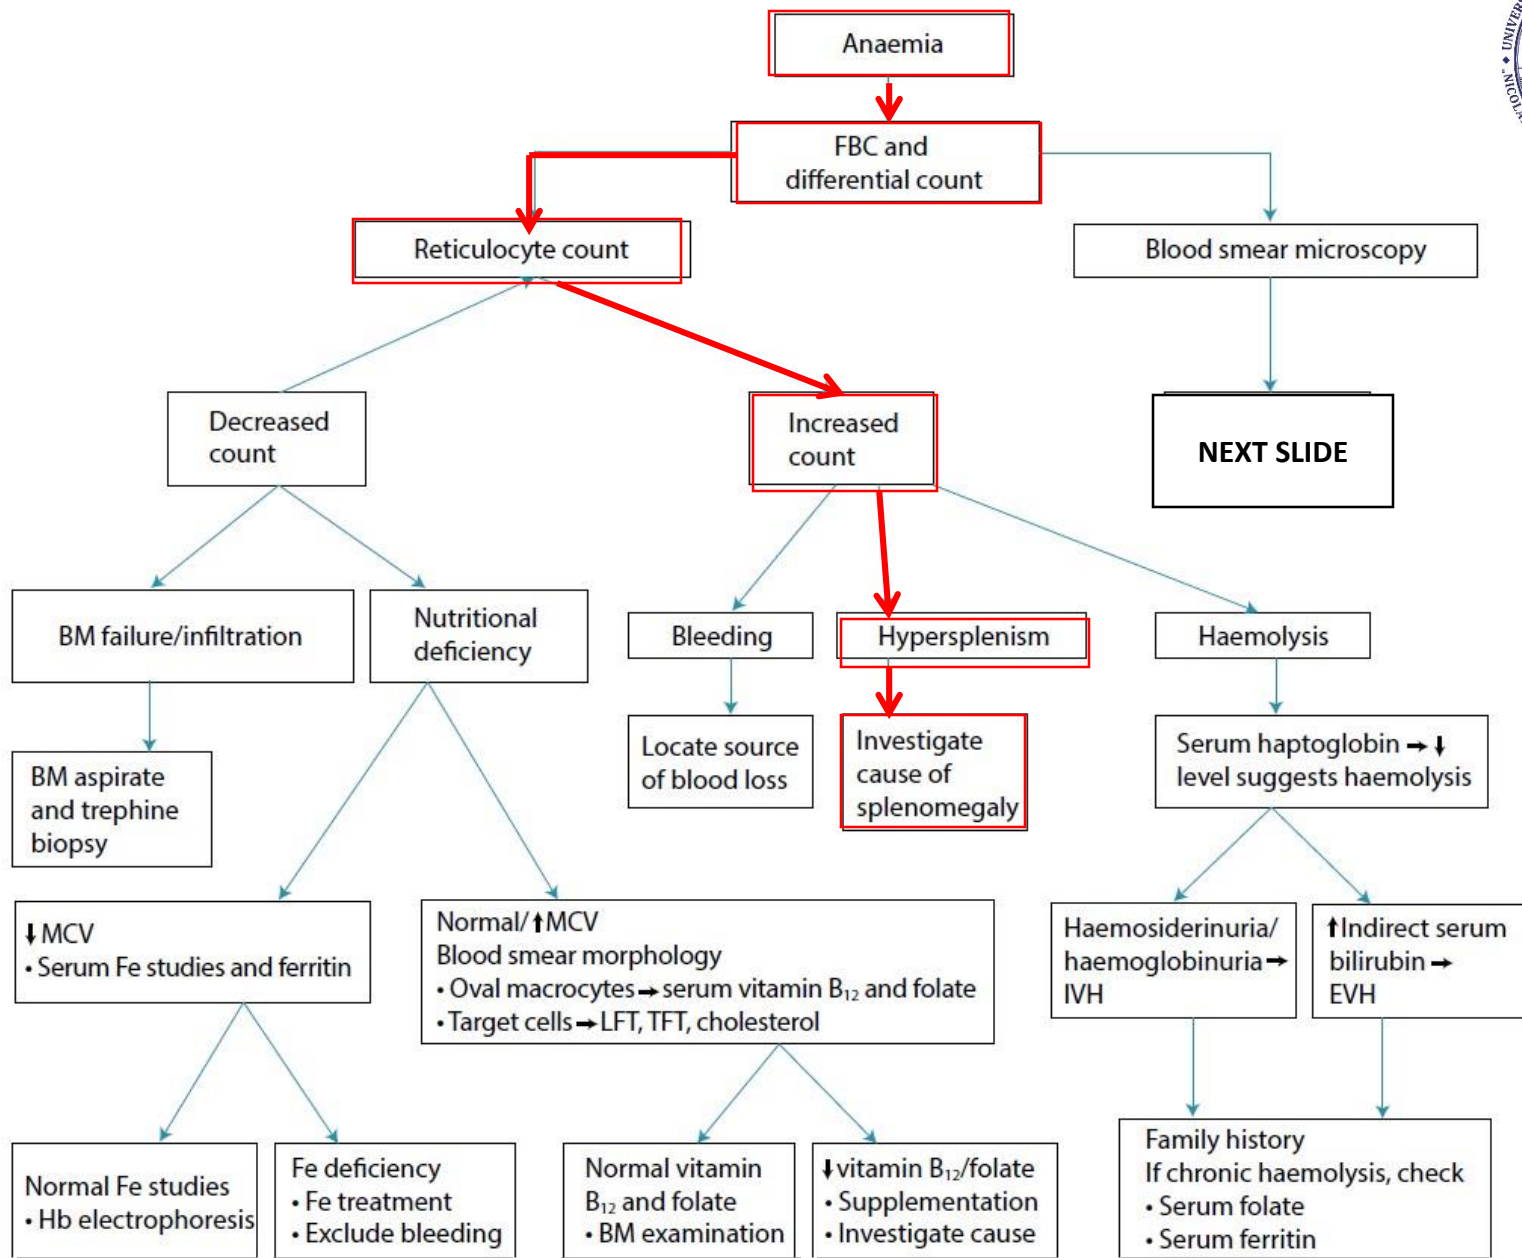 Anaemia
FBC and
differential count
Reticulocyte count
Blood smear microscopy
Decreased
count
Increased
count
NEXT SLIDE
BM failure/infiltration
Nutritional
deficiency
Bleeding
Hypersplenism
Haemolysis
BM aspirate
and trephine
biopsy
Locate source
of blood loss
Investigate
cause of
splenomegaly
Serum haptoglobin → ↓
level suggests haemolysis
↓ MCV
• Serum Fe studies and ferritin
Normal/ ↑ MCV
Blood smear morphology
• Oval macrocytes → serum vitamin B₁₂ and folate
• Target cells → LFT, TFT, cholesterol
Haemosiderinuria/
haemoglobinuria →
IVH
↑ Indirect serum
bilirubin →
EVH
Normal Fe studies
• Hb electrophoresis
Fe deficiency
• Fe treatment
• Exclude bleeding
Normal vitamin
B₁₂ and folate
• BM examination
↓ vitamin B₁₂/folate
• Supplementation
• Investigate cause
Family history
If chronic haemolysis, check
• Serum folate
• Serum ferritin